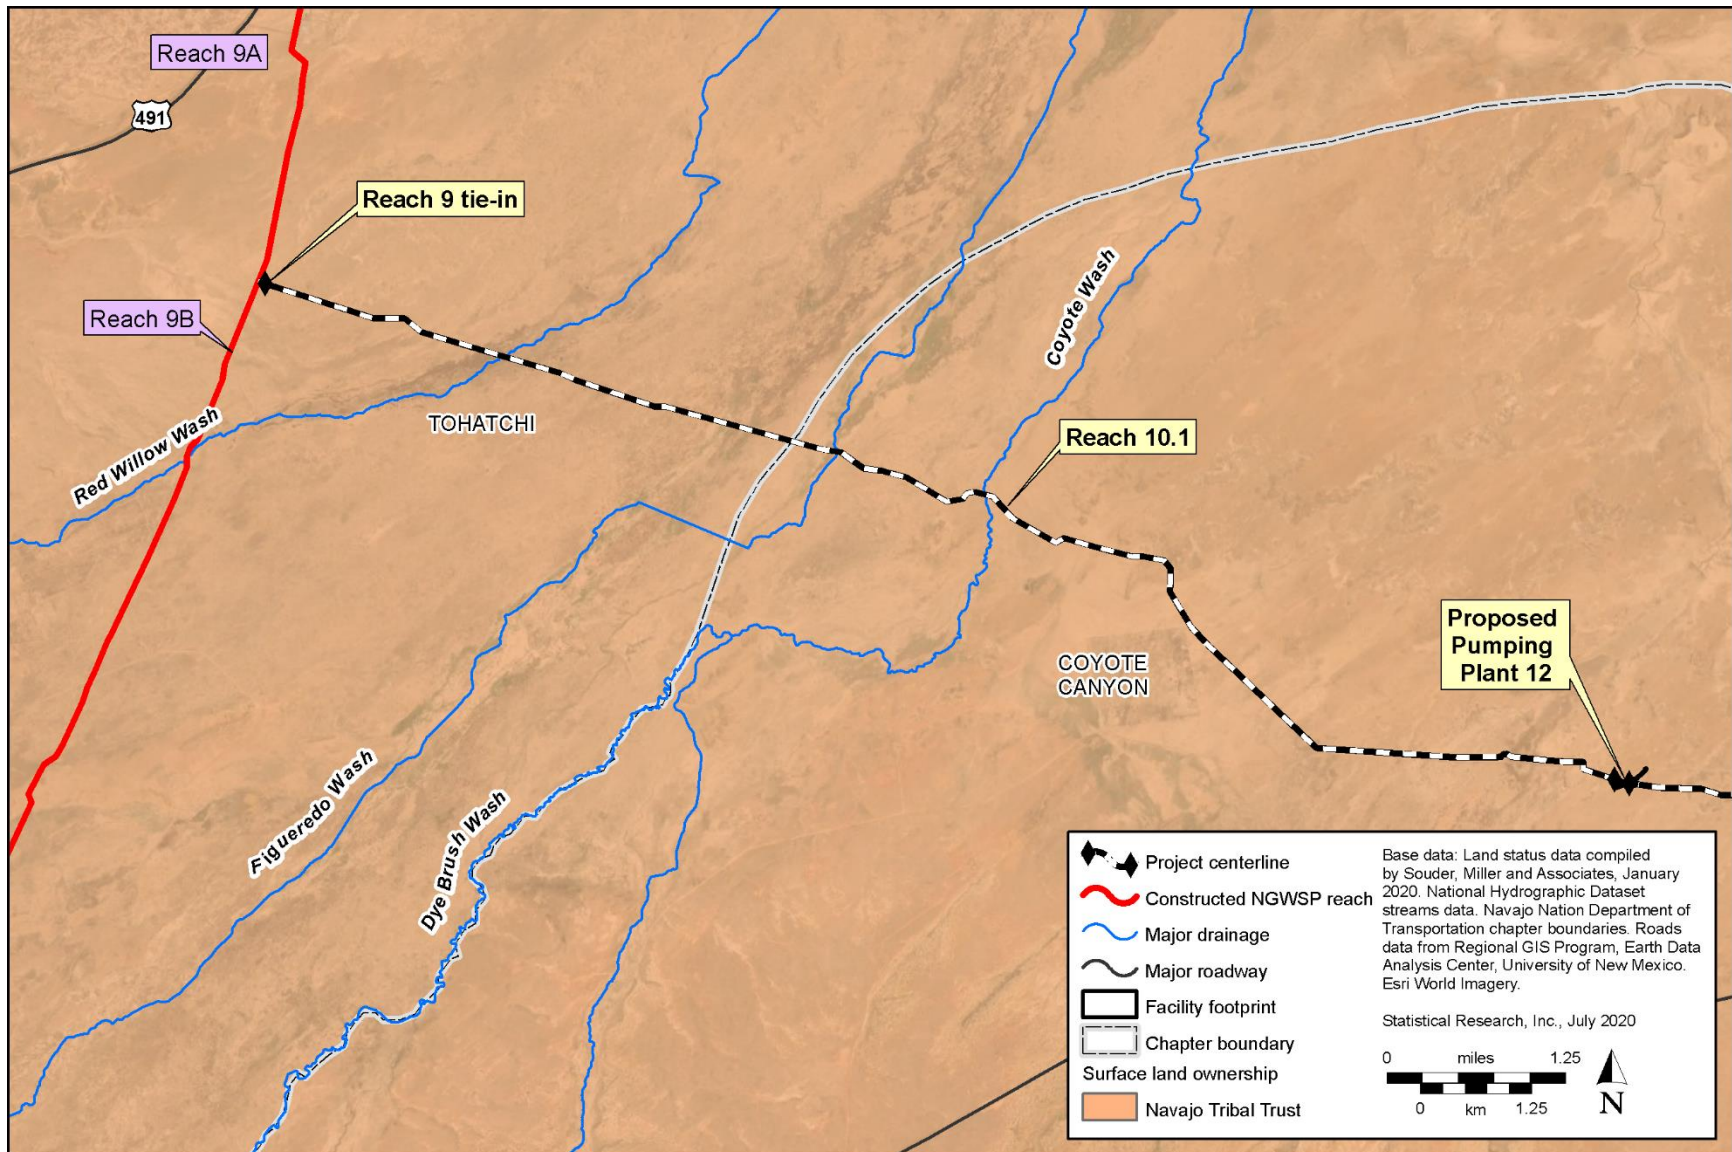 Reach 9A
491
Reach 9 tie-in
Reach 9B
Coyote Wash
Red Willow Wash
TOHATCHI
Reach 10.1
Proposed
Pumping
Plant 12
COYOTE
CANYON
Figueredo Wash
Dye Brush Wash
Project centerline
Constructed NGWSP reach
Major drainage
Major roadway
Facility footprint
Chapter boundary
Surface land ownership
Navajo Tribal Trust
Base data: Land status data compiled
by Souder, Miller and Associates, January
2020. National Hydrographic Dataset
streams data. Navajo Nation Department of
Transportation chapter boundaries. Roads
data from Regional GIS Program, Earth Data
Analysis Center, University of New Mexico.
Esri World Imagery.
Statistical Research, Inc., July 2020
0 miles 1.25
0 km 1.25
N